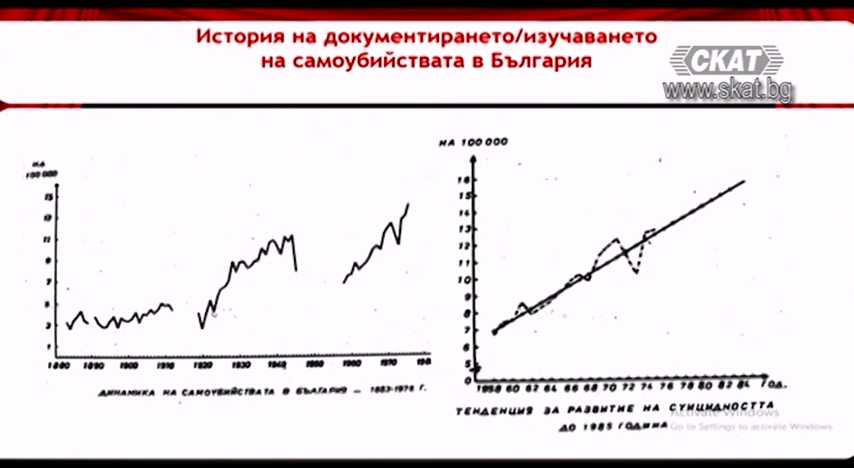 История на документирането/изучаването
на самоубийствата в България
СКАТ
www.skat.bg
НА
100 000
15
13
11
9
7
5
3
1
1880 1890 1900 1910 1920 1930 1940 1950 1960 1970 198
ДИНАМИКА НА САМОУБИЙСТВАТА В БЪЛГАРИЯ — 1883-1976 Г.
НА 100 000
16
15
14
13
12
11
10
9
8
7
6
5
0
1958 60 62 64 66 68 70 72 74 76 78 80 82 84 ГОД.
ТЕНДЕНЦИЯ ЗА РАЗВИТИЕ НА СУИЦИДНОСТТА
ДО 1985 ГОДИНА
Activate Windows
Go to Settings to activate Windows.